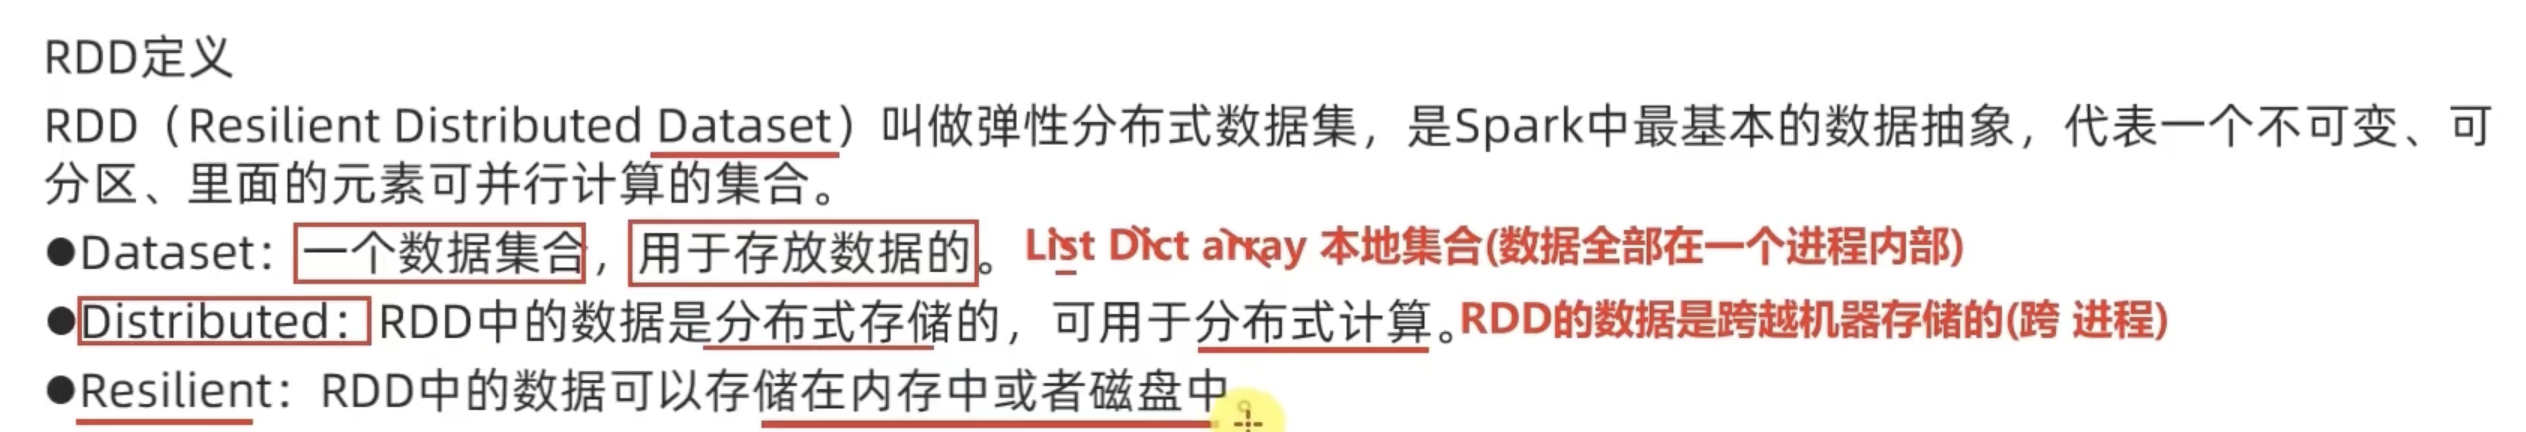 RDD定义
RDD（Resilient Distributed Dataset）叫做弹性分布式数据集，是Spark中最基本的数据抽象，代表一个不可变、可
分区、里面的元素可并行计算的集合。
●Dataset：一个数据集合，用于存放数据的。List Dict array 本地集合(数据全部在一个进程内部)
●Distributed：RDD中的数据是分布式存储的，可用于分布式计算。RDD的数据是跨越机器存储的(跨 进程)
●Resilient：RDD中的数据可以存储在内存中或者磁盘中。